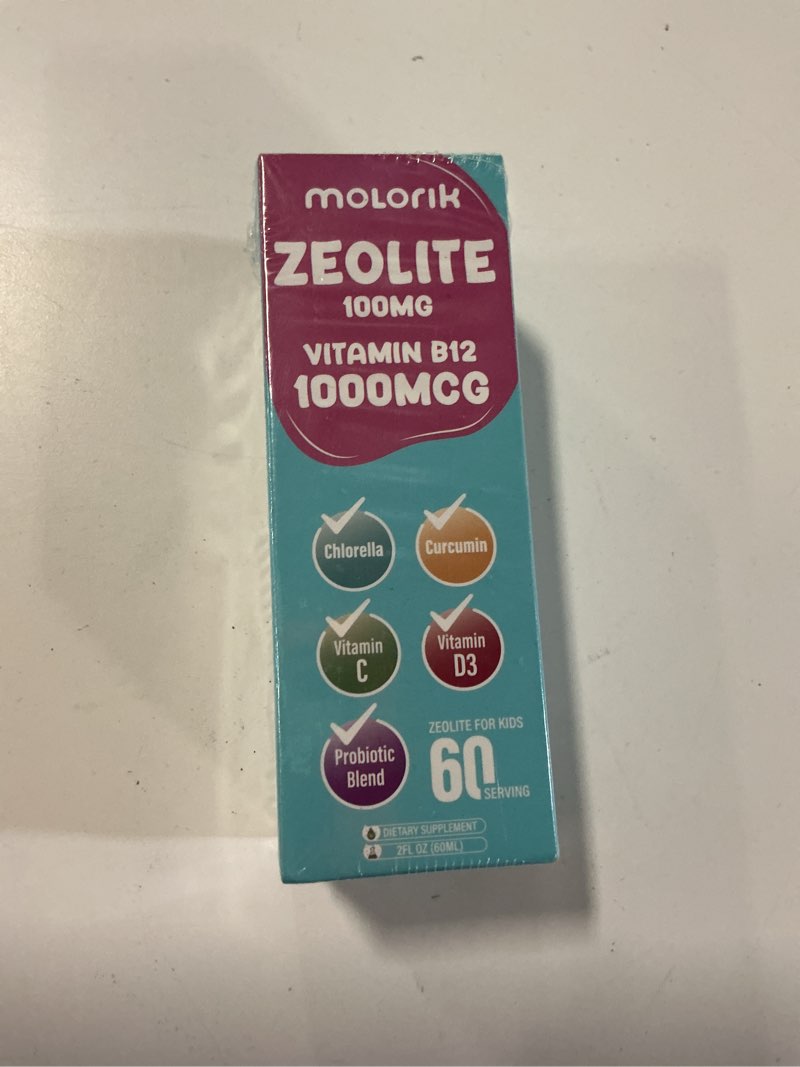 moLorik
ZEOLITE
100MG
VITAMIN B12
1000MCG
Chlorella
Curcumin
Vitamin
C
Vitamin
D3
Probiotic
Blend
ZEOLITE FOR KIDS
60
SERVING
DIETARY SUPPLEMENT
2FL OZ (60ML)